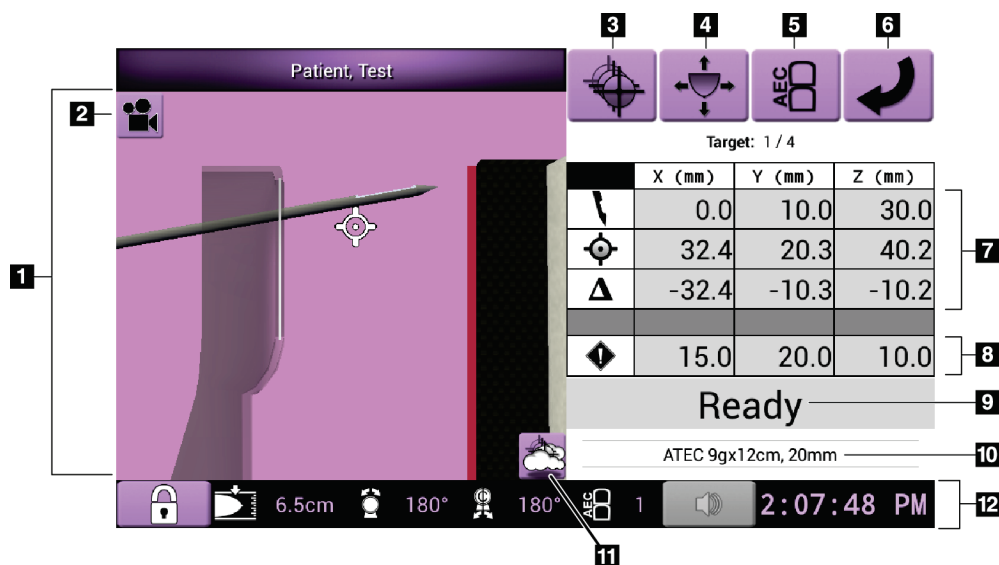 3 4 5 6
Patient, Test
1
2
AEC
Target: 1 / 4
X (mm) Y (mm) Z (mm)
0.0 10.0 30.0
32.4 20.3 40.2
7
Δ -32.4 -10.3 -10.2
! 15.0 20.0 10.0
8
Ready
9
ATEC 9gx12cm, 20mm
10
6.5cm 180° C 180° AEC 1 2:07:48 PM
12
11